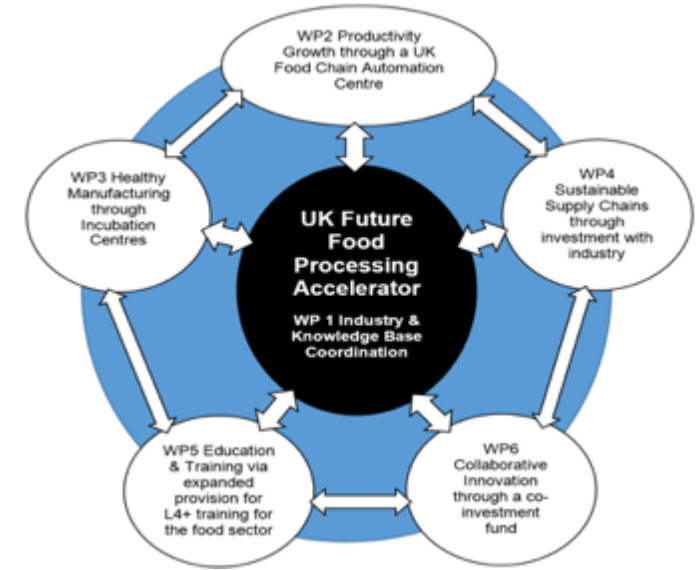 WP2 Productivity
Growth through a UK
Food Chain Automation
Centre
WP3 Healthy
Manufacturing
through
Incubation
Centres
WP4
Sustainable
Supply Chains
through
investment with
industry
UK Future
Food
Processing
Accelerator
WP 1 Industry &
Knowledge Base
Coordination
WP5 Education
& Training via
expanded
provision for
L4+ training for
the food sector
WP6
Collaborative
Innovation
through a co-
investment
fund